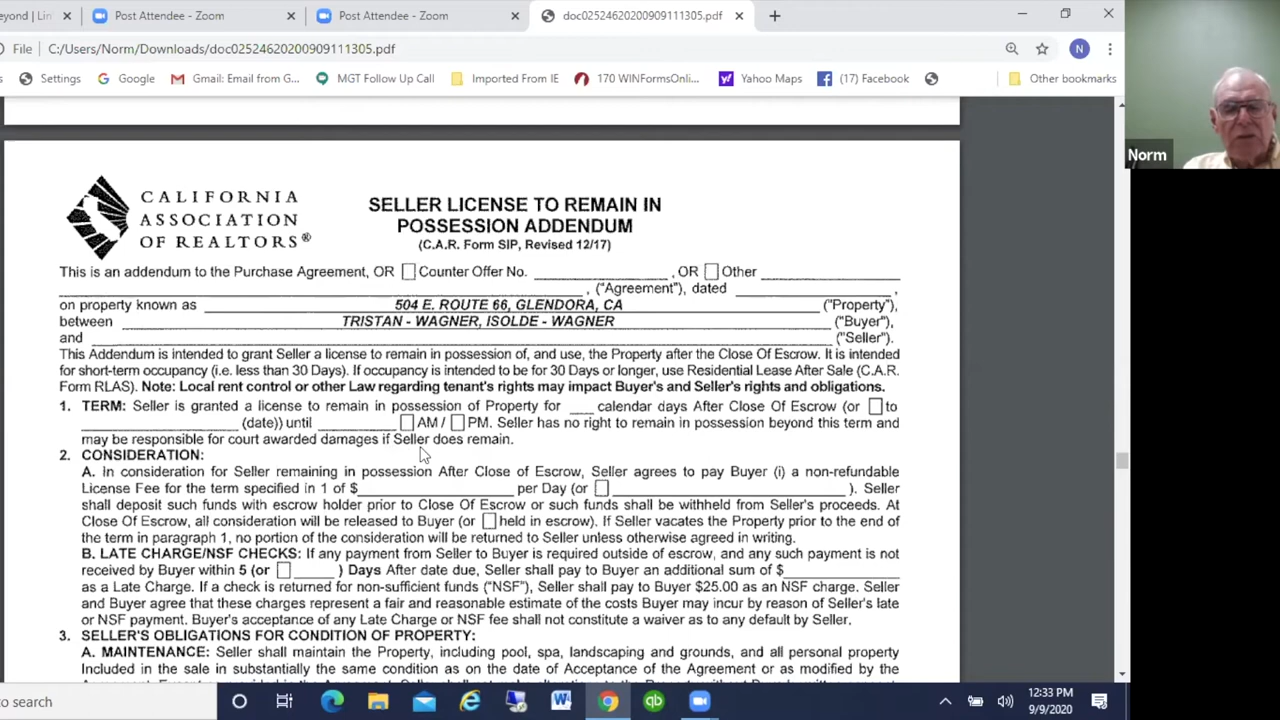 eyond | Lin
Post Attendee - Zoom
Post Attendee - Zoom
doc02524620200909111305.pdf
File
C:/Users/Norm/Downloads/doc02524620200909111305.pdf
N
Settings
Google
Gmail: Email from G...
MGT Follow Up Call
Imported From IE
170 WINFormsOnli...
Yahoo Maps
(17) Facebook
Other bookmarks
Norm
CALIFORNIA
ASSOCIATION
OF REALTORS®
SELLER LICENSE TO REMAIN IN
POSSESSION ADDENDUM
(C.A.R. Form SIP, Revised 12/17)
This is an addendum to the Purchase Agreement, OR Counter Offer No. , OR Other
, ("Agreement"), dated ,
on property known as 504 E. ROUTE 66, GLENDORA, CA ("Property"),
between TRISTAN - WAGNER, ISOLDE - WAGNER ("Buyer"),
and ("Seller").
This Addendum is intended to grant Seller a license to remain in possession of, and use, the Property after the Close Of Escrow. It is intended
for short-term occupancy (i.e. less than 30 Days). If occupancy is intended to be for 30 Days or longer, use Residential Lease After Sale (C.A.R.
Form RLAS). Note: Local rent control or other Law regarding tenant's rights may impact Buyer's and Seller's rights and obligations.
1. TERM: Seller is granted a license to remain in possession of Property for ___ calendar days After Close Of Escrow (or to
(date)) until AM / PM. Seller has no right to remain in possession beyond this term and
may be responsible for court awarded damages if Seller does remain.
2. CONSIDERATION:
A. In consideration for Seller remaining in possession After Close of Escrow, Seller agrees to pay Buyer (i) a non-refundable
License Fee for the term specified in 1 of $ per Day (or ). Seller
shall deposit such funds with escrow holder prior to Close Of Escrow or such funds shall be withheld from Seller's proceeds. At
Close Of Escrow, all consideration will be released to Buyer (or held in escrow). If Seller vacates the Property prior to the end of
the term in paragraph 1, no portion of the consideration will be returned to Seller unless otherwise agreed in writing.
B. LATE CHARGE/NSF CHECKS: If any payment from Seller to Buyer is required outside of escrow, and any such payment is not
received by Buyer within 5 (or ) Days After date due, Seller shall pay to Buyer an additional sum of $
as a Late Charge. If a check is returned for non-sufficient funds ("NSF"), Seller shall pay to Buyer $25.00 as an NSF charge. Seller
and Buyer agree that these charges represent a fair and reasonable estimate of the costs Buyer may incur by reason of Seller's late
or NSF payment. Buyer's acceptance of any Late Charge or NSF fee shall not constitute a waiver as to any default by Seller.
3. SELLER'S OBLIGATIONS FOR CONDITION OF PROPERTY:
A. MAINTENANCE: Seller shall maintain the Property, including pool, spa, landscaping and grounds, and all personal property
Included in the sale in substantially the same condition as on the date of Acceptance of the Agreement or as modified by the
to search
12:33 PM
9/9/2020